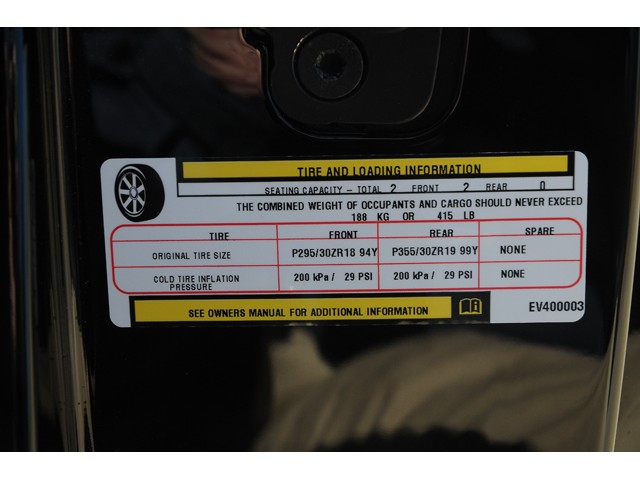 TIRE AND LOADING INFORMATION
SEATING CAPACITY – TOTAL 2 FRONT 2 REAR 0
THE COMBINED WEIGHT OF OCCUPANTS AND CARGO SHOULD NEVER EXCEED
188 KG OR 415 LB
TIRE FRONT REAR SPARE
ORIGINAL TIRE SIZE P295/30ZR18 94Y P355/30ZR19 99Y NONE
COLD TIRE INFLATION PRESSURE 200 kPa / 29 PSI 200 kPa / 29 PSI NONE
SEE OWNERS MANUAL FOR ADDITIONAL INFORMATION
EV400003